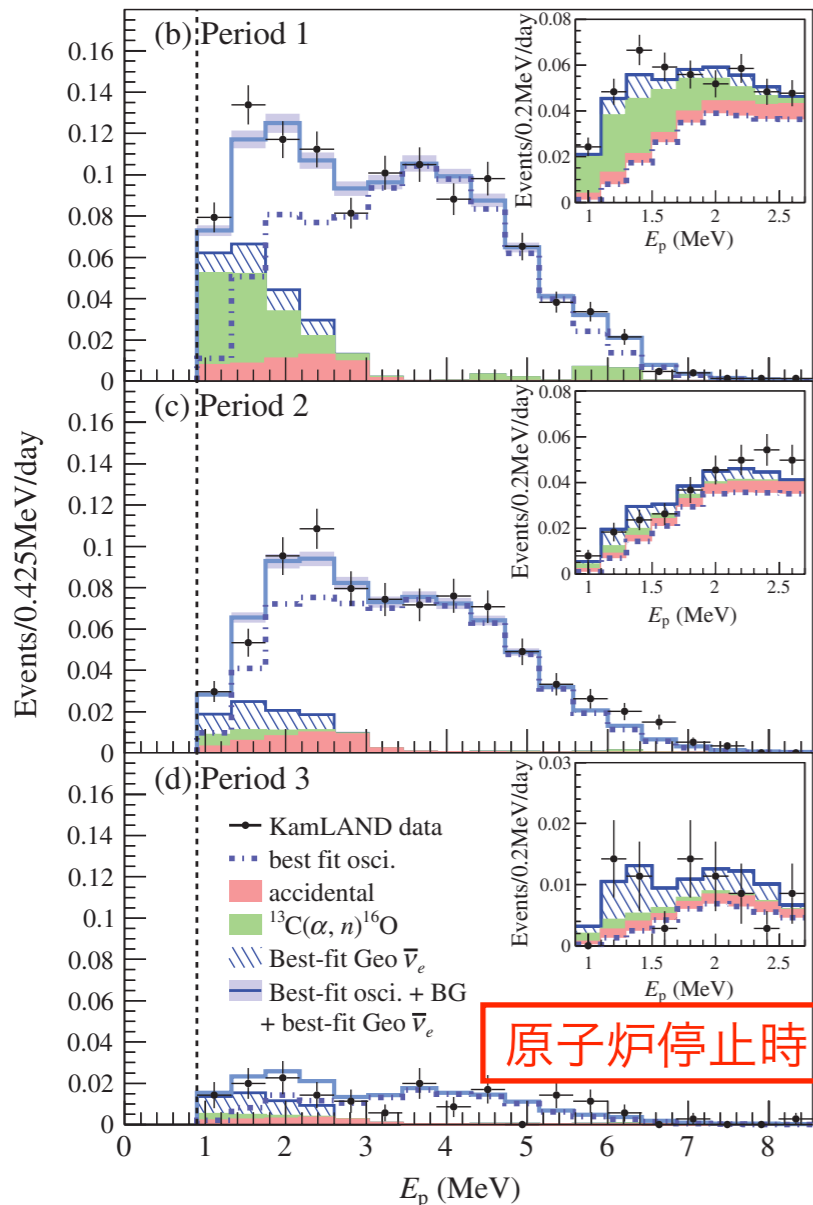 (b) Period 1
0.16
0.14
0.12
0.1
0.08
0.06
0.04
0.02
0
Events/0.2MeV/day
0.08
0.06
0.04
0.02
0
1 1.5 2 2.5
E_p (MeV)
(c) Period 2
0.16
0.14
0.12
0.1
0.08
0.06
0.04
0.02
0
Events/0.425MeV/day
Events/0.2MeV/day
0.08
0.06
0.04
0.02
0
1 1.5 2 2.5
E_p (MeV)
(d) Period 3
0.16
0.14
0.12
0.1
0.08
0.06
0.04
0.02
0
KamLAND data
best fit osci.
accidental
¹³C(α, n)¹⁶O
Best-fit Geo ν̅_e
Best-fit osci. + BG
+ best-fit Geo ν̅_e
Events/0.2MeV/day
0.03
0.02
0.01
0
1 1.5 2 2.5
E_p (MeV)
原子炉停止時
0 1 2 3 4 5 6 7 8
E_p (MeV)